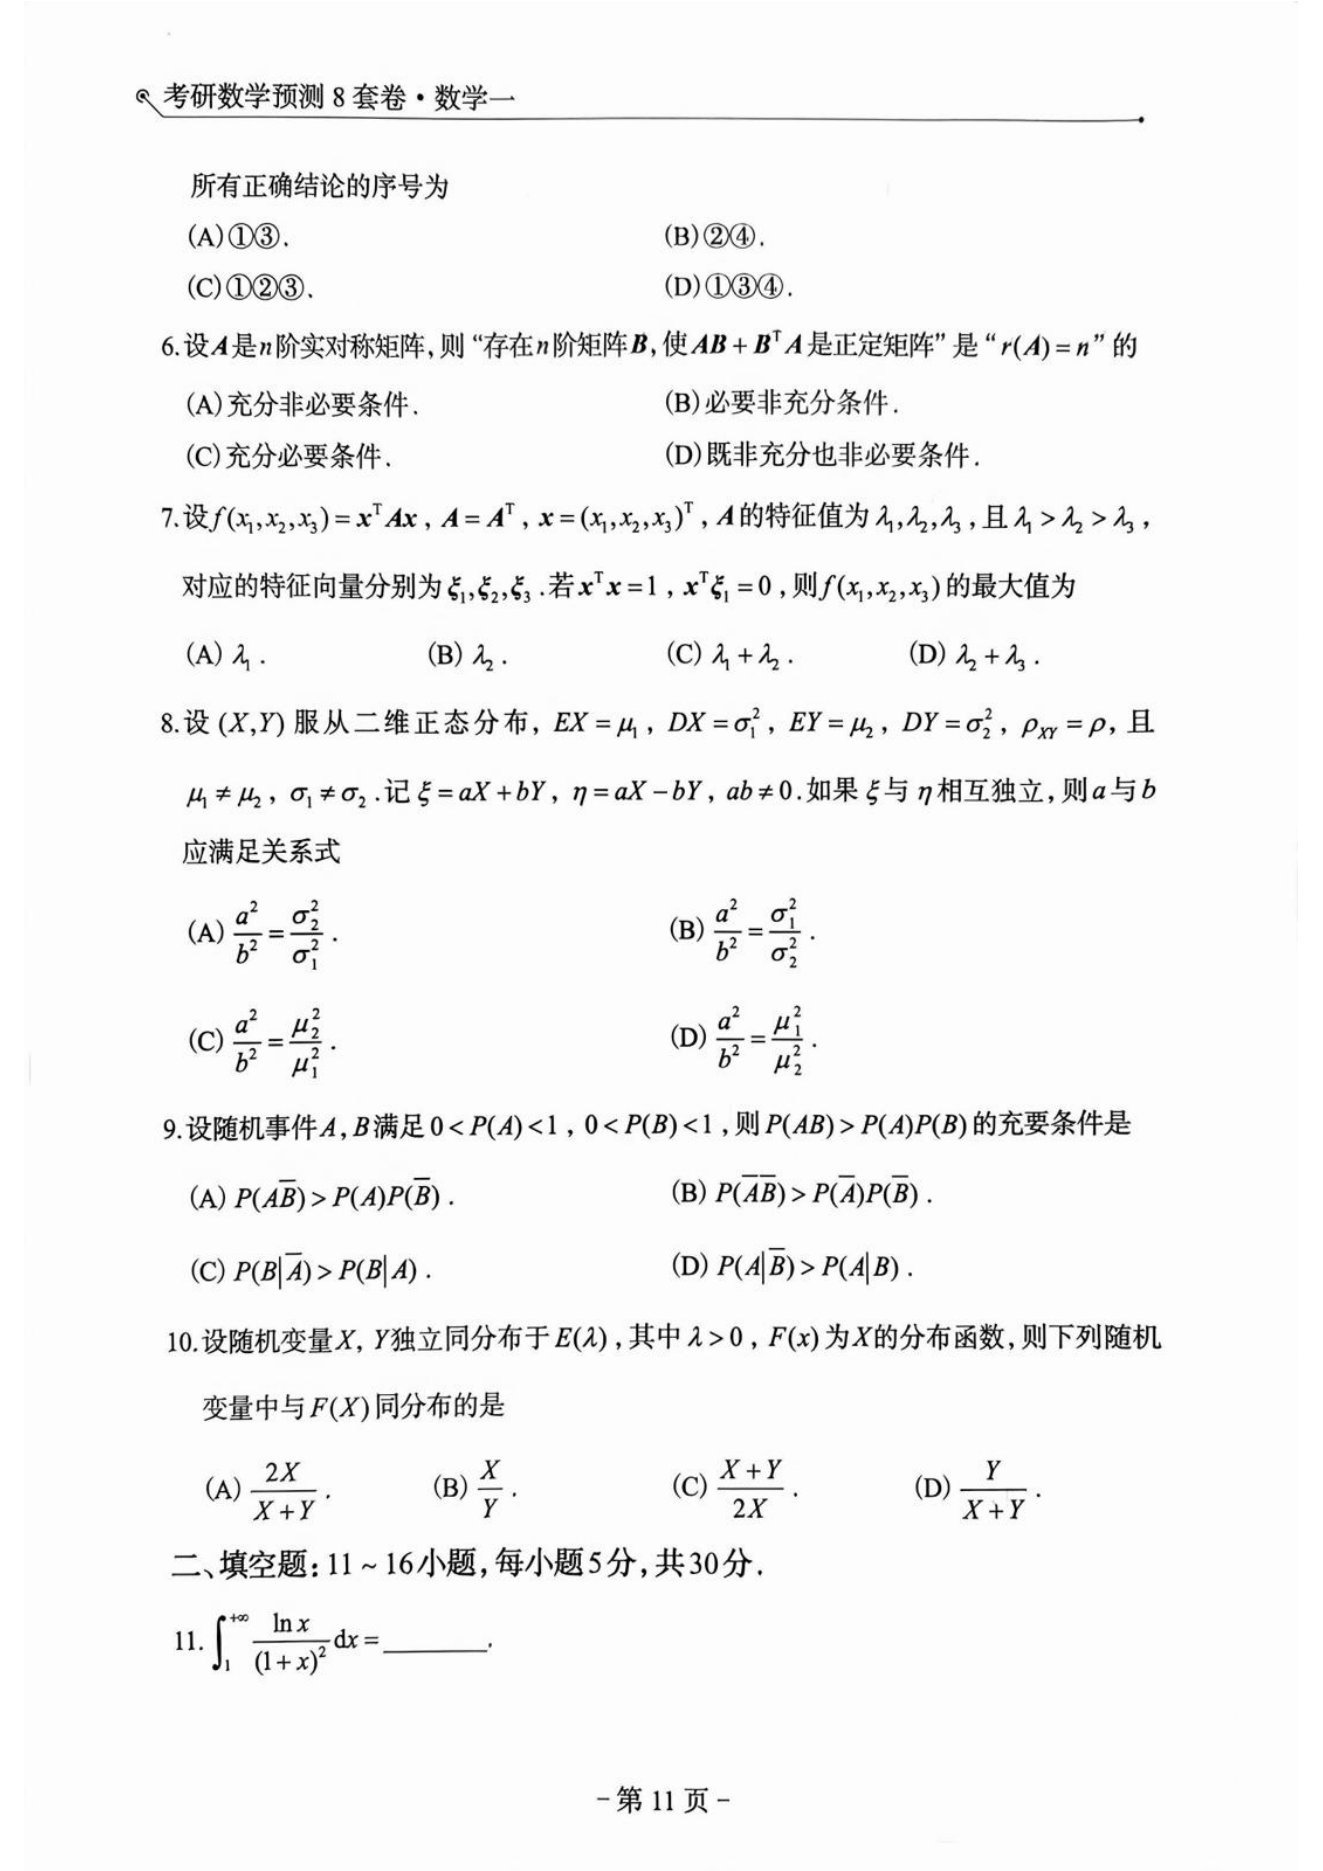 考研数学预测8套卷·数学一
所有正确结论的序号为
(A)①③. (B)②④.
(C)①②③. (D)①③④.
6.设A是n阶实对称矩阵,则“存在n阶矩阵B,使AB+BᵀA是正定矩阵”是“r(A)=n”的
(A)充分非必要条件. (B)必要非充分条件.
(C)充分必要条件. (D)既非充分也非必要条件.
7.设f(x₁,x₂,x₃)=xᵀAx,A=Aᵀ,x=(x₁,x₂,x₃)ᵀ,A的特征值为λ₁,λ₂,λ₃,且λ₁>λ₂>λ₃,
对应的特征向量分别为ξ₁,ξ₂,ξ₃.若xᵀx=1,xᵀξ₁=0,则f(x₁,x₂,x₃)的最大值为
(A) λ₁. (B) λ₂. (C) λ₁+λ₂. (D) λ₂+λ₃.
8.设(X,Y)服从二维正态分布,EX=μ₁,DX=σ₁²,EY=μ₂,DY=σ₂²,ρ_XY=ρ,且
μ₁≠μ₂,σ₁≠σ₂.记ξ=aX+bY,η=aX−bY,ab≠0.如果ξ与η相互独立,则a与b
应满足关系式
(A) a²/b²=σ₂²/σ₁². (B) a²/b²=σ₁²/σ₂².
(C) a²/b²=μ₂²/μ₁². (D) a²/b²=μ₁²/μ₂².
9.设随机事件A,B满足0<P(A)<1,0<P(B)<1,则P(AB)>P(A)P(B)的充要条件是
(A) P(AB̅)>P(A)P(B̅). (B) P(A̅B̅)>P(A̅)P(B̅).
(C) P(B|A̅)>P(B|A). (D) P(A|B̅)>P(A|B).
10.设随机变量X,Y独立同分布于E(λ),其中λ>0,F(x)为X的分布函数,则下列随机
变量中与F(X)同分布的是
(A) 2X/(X+Y). (B) X/Y. (C) (X+Y)/2X. (D) Y/(X+Y).
二、填空题:11~16小题,每小题5分,共30分.
11. ∫₁^{+∞} ln x/(1+x)² dx=______.
-第11页-